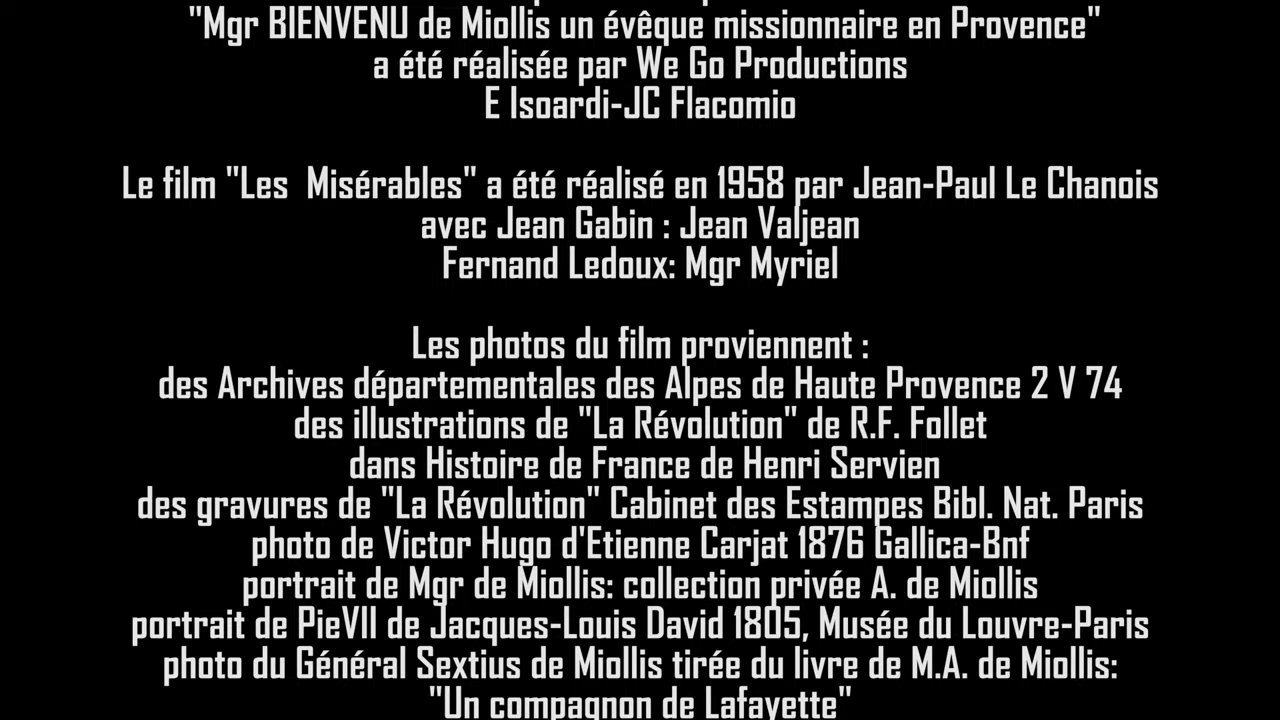 "Mgr BIENVENU de Miollis un évêque missionnaire en Provence"
a été réalisée par We Go Productions
E Isoardi-JC Flacomio
Le film "Les  Misérables" a été réalisé en 1958 par Jean-Paul Le Chanois
avec Jean Gabin : Jean Valjean
Fernand Ledoux: Mgr Myriel
Les photos du film proviennent :
des Archives départementales des Alpes de Haute Provence 2 V 74
des illustrations de "La Révolution" de R.F. Follet
dans Histoire de France de Henri Servien
des gravures de "La Révolution" Cabinet des Estampes Bibl. Nat. Paris
photo de Victor Hugo d'Etienne Carjat 1876 Gallica-Bnf
portrait de Mgr de Miollis: collection privée A. de Miollis
portrait de PieVII de Jacques-Louis David 1805, Musée du Louvre-Paris
photo du Général Sextius de Miollis tirée du livre de M.A. de Miollis:
"Un compagnon de Lafayette"